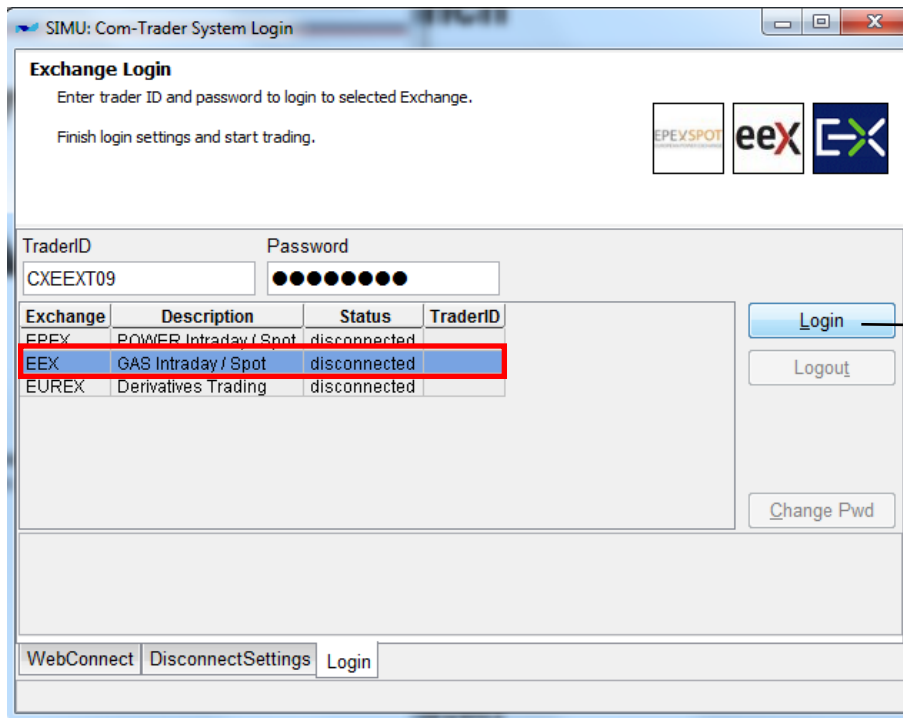 SIMU: Com-Trader System Login
Exchange Login
Enter trader ID and password to login to selected Exchange.
Finish login settings and start trading.
EPEXSPOT
eex
EX
TraderID Password
CXEEXT09 ●●●●●●●●
Exchange Description Status TraderID
EPEX POWER Intraday / Spot disconnected
EEX GAS Intraday / Spot disconnected
EUREX Derivatives Trading disconnected
Login
Logout
Change Pwd
WebConnect DisconnectSettings Login